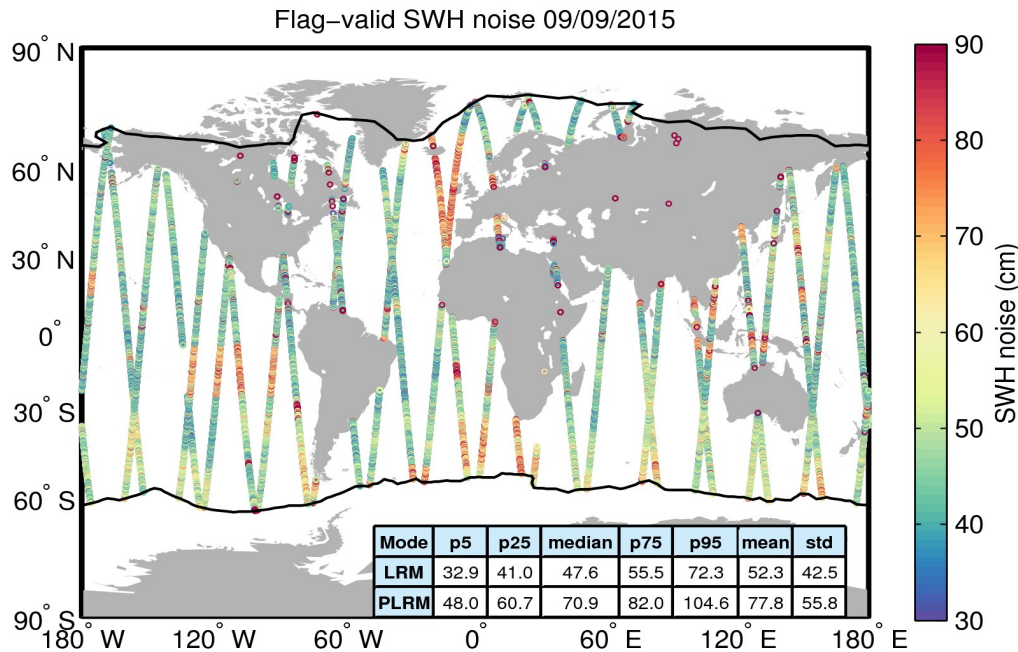 Flag−valid SWH noise 09/09/2015
90° N
60° N
30° N
0°
30° S
60° S
90° S
180° W
120° W
60° W
0°
60° E
120° E
180° E
Mode p5 p25 median p75 p95 mean std
LRM 32.9 41.0 47.6 55.5 72.3 52.3 42.5
PLRM 48.0 60.7 70.9 82.0 104.6 77.8 55.8
90
80
70
60
50
40
30
SWH noise (cm)